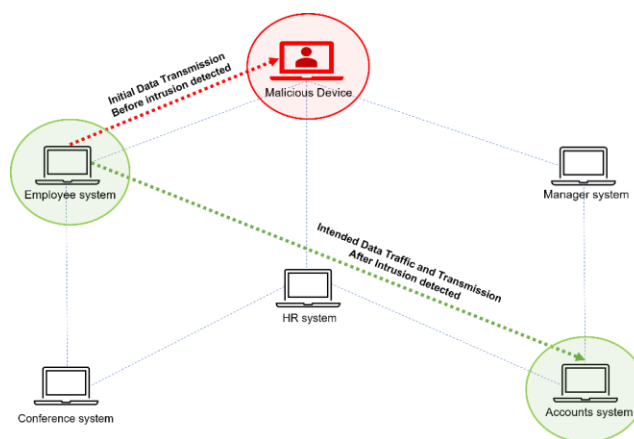 Initial Data Transmission
Before intrusion detected
Malicious Device
Employee system
Manager system
Intended Data Traffic and Transmission
After Intrusion detected
HR system
Conference system
Accounts system